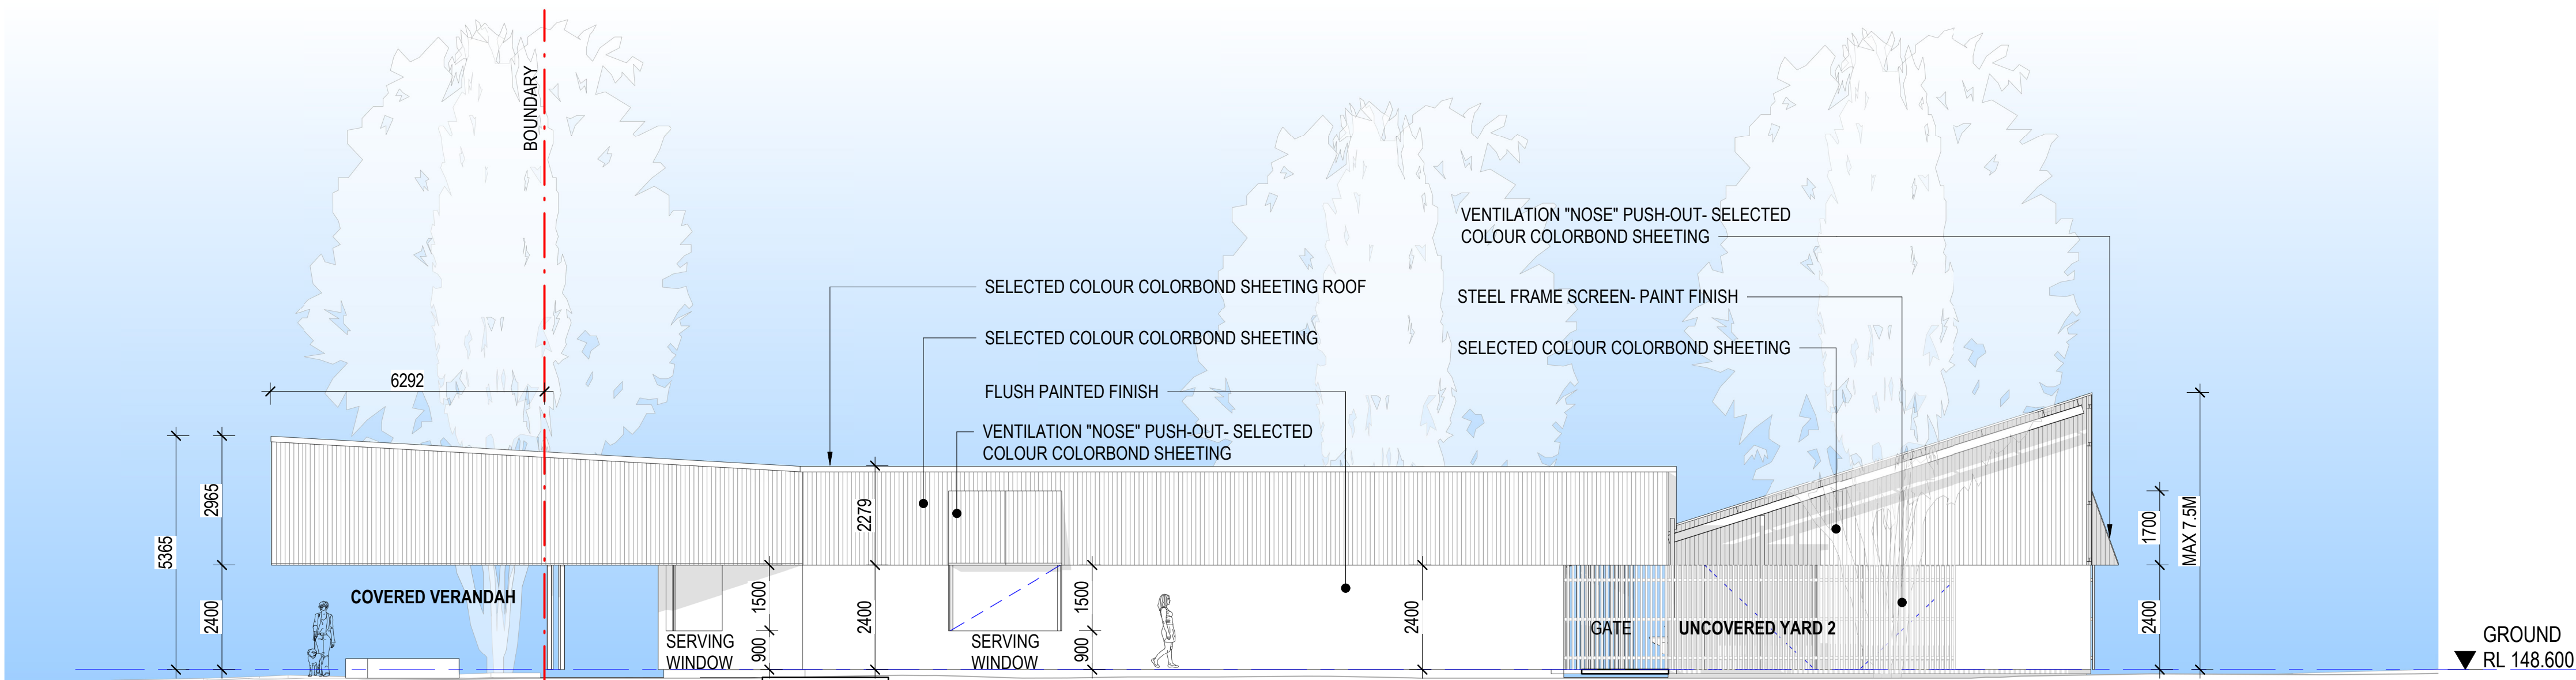 BOUNDARY
VENTILATION "NOSE" PUSH-OUT- SELECTED
COLOUR COLORBOND SHEETING
SELECTED COLOUR COLORBOND SHEETING ROOF
STEEL FRAME SCREEN- PAINT FINISH
SELECTED COLOUR COLORBOND SHEETING
SELECTED COLOUR COLORBOND SHEETING
6292
FLUSH PAINTED FINISH
VENTILATION "NOSE" PUSH-OUT- SELECTED
COLOUR COLORBOND SHEETING
5365
2965
2400
COVERED VERANDAH
SERVING
WINDOW
1500
900
2279
2400
SERVING
WINDOW
1500
900
2400
GATE
UNCOVERED YARD 2
1700
2400
MAX 7.5M
GROUND
RL 148.600